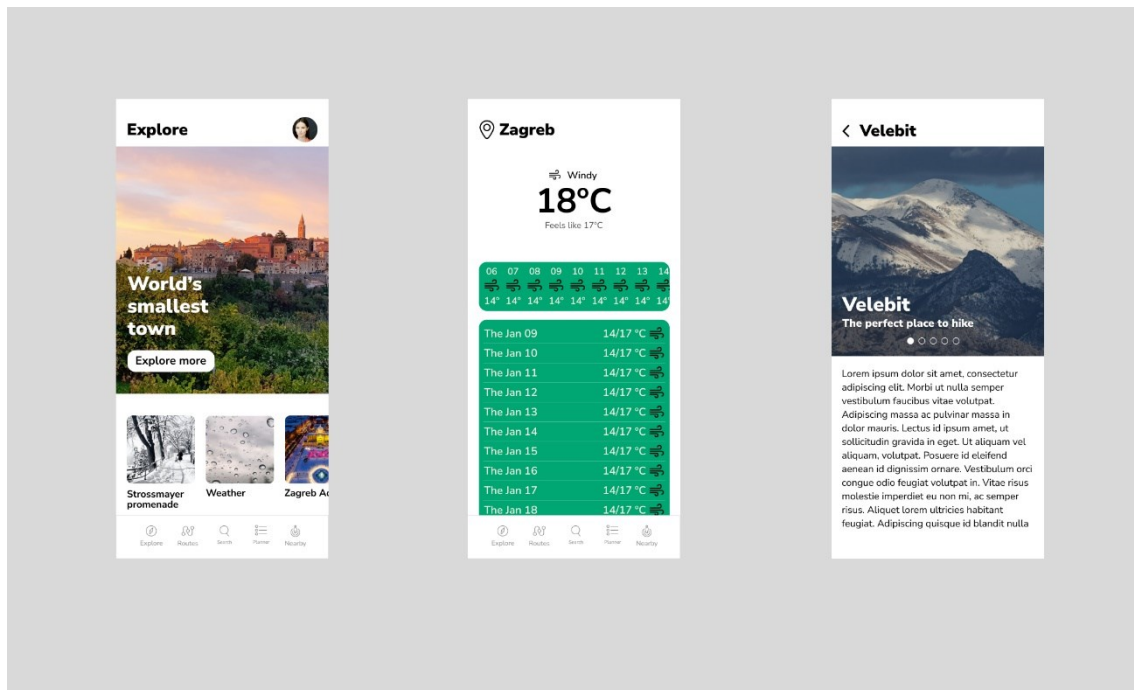 Explore
World's
smallest
town
Explore more
Strossmayer
promenade
Weather
Zagreb Ad
Explore Routes Search Planner Nearby
Zagreb
Windy
18°C
Feels like 17°C
06 07 08 09 10 11 12 13 14
14° 14° 14° 14° 14° 14° 14° 14° 14°
The Jan 09 14/17 °C
The Jan 10 14/17 °C
The Jan 11 14/17 °C
The Jan 12 14/17 °C
The Jan 13 14/17 °C
The Jan 14 14/17 °C
The Jan 15 14/17 °C
The Jan 16 14/17 °C
The Jan 17 14/17 °C
The Jan 18 14/17 °C
Explore Routes Search Planner Nearby
Velebit
Velebit
The perfect place to hike
Lorem ipsum dolor sit amet, consectetur
adipiscing elit. Morbi ut nulla semper
vestibulum faucibus vitae volutpat.
Adipiscing massa ac pulvinar massa in
dolor mauris. Lectus id ipsum amet, ut
sollicitudin gravida in eget. Ut aliquam vel
aliquam, volutpat. Posuere id eleifend
aenean id dignissim ornare. Vestibulum orci
congue odio feugiat volutpat in. Vitae risus
molestie imperdiet eu non mi, ac semper
risus. Aliquet lorem ultricies habitant
feugiat. Adipiscing quisque id blandit nulla